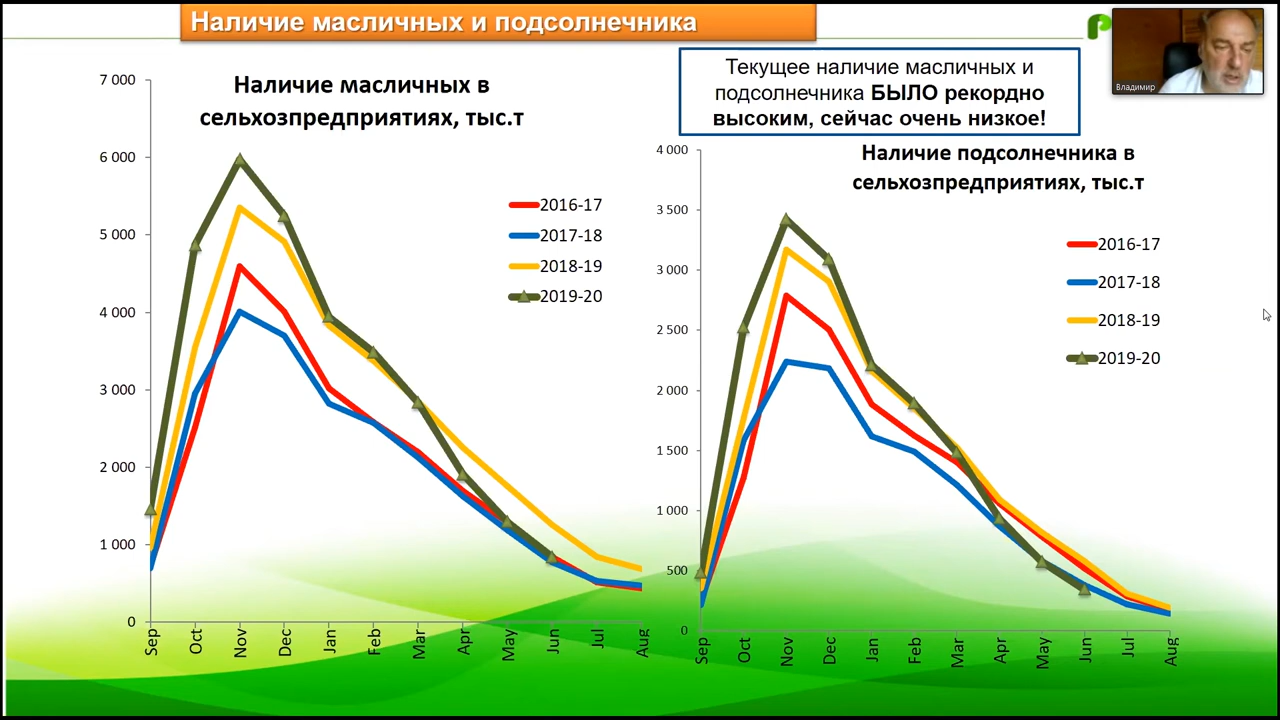 Наличие масличных и подсолнечника
Владимир
Текущее наличие масличных и
подсолнечника БЫЛО рекордно
высоким, сейчас очень низкое!
Наличие масличных в
сельхозпредприятиях, тыс.т
7 000
6 000
5 000
4 000
3 000
2 000
1 000
0
2016-17
2017-18
2018-19
2019-20
Sep
Oct
Nov
Dec
Jan
Feb
Mar
Apr
May
Jun
Jul
Aug
Наличие подсолнечника в
сельхозпредприятиях, тыс.т
4 000
3 500
3 000
2 500
2 000
1 500
1 000
500
0
2016-17
2017-18
2018-19
2019-20
Sep
Oct
Nov
Dec
Jan
Feb
Mar
Apr
May
Jun
Jul
Aug